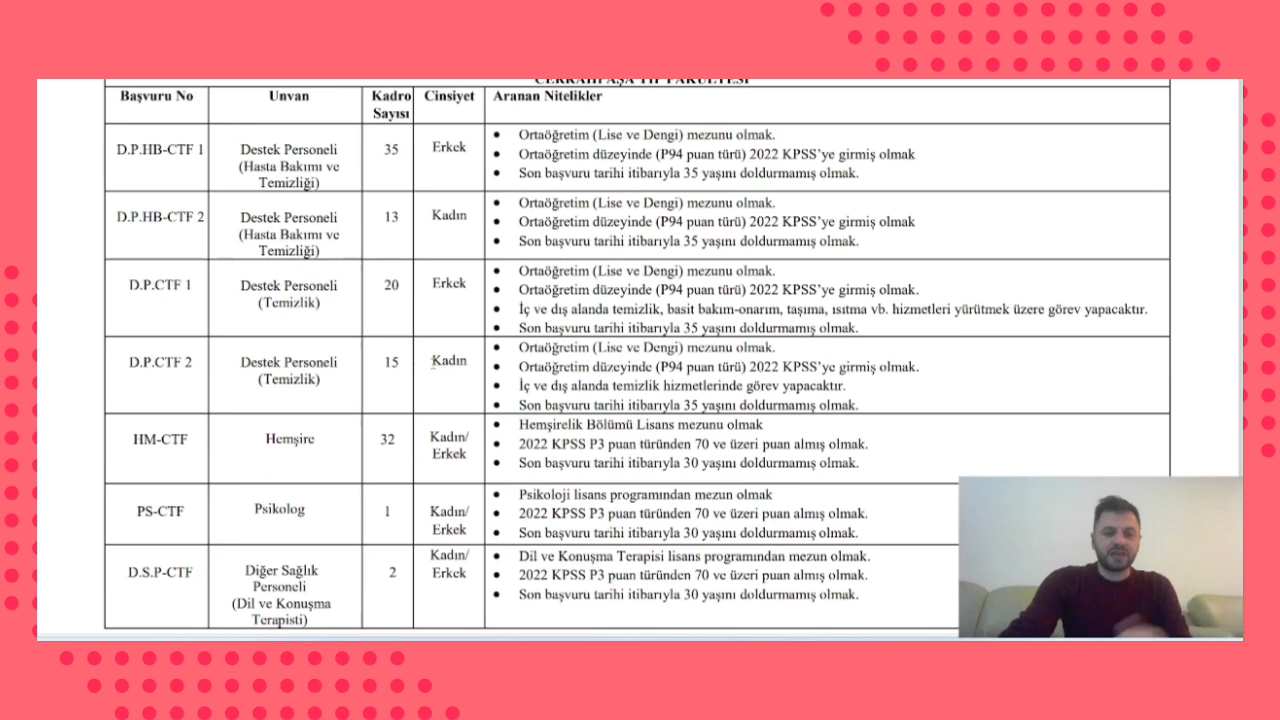 CERRAHPAŞA TIP FAKÜLTESİ
Başvuru No Unvan Kadro Sayısı Cinsiyet Aranan Nitelikler
D.P.HB-CTF 1
Destek Personeli
(Hasta Bakımı ve
Temizliği)
35
Erkek
• Ortaöğretim (Lise ve Dengi) mezunu olmak.
• Ortaöğretim düzeyinde (P94 puan türü) 2022 KPSS’ye girmiş olmak
• Son başvuru tarihi itibarıyla 35 yaşını doldurmamış olmak.
D.P.HB-CTF 2
Destek Personeli
(Hasta Bakımı ve
Temizliği)
13
Kadın
• Ortaöğretim (Lise ve Dengi) mezunu olmak.
• Ortaöğretim düzeyinde (P94 puan türü) 2022 KPSS’ye girmiş olmak
• Son başvuru tarihi itibarıyla 35 yaşını doldurmamış olmak.
D.P.CTF 1
Destek Personeli
(Temizlik)
20
Erkek
• Ortaöğretim (Lise ve Dengi) mezunu olmak.
• Ortaöğretim düzeyinde (P94 puan türü) 2022 KPSS’ye girmiş olmak.
• İç ve dış alanda temizlik, basit bakım-onarım, taşıma, ısıtma vb. hizmetleri yürütmek üzere görev yapacaktır.
• Son başvuru tarihi itibarıyla 35 yaşını doldurmamış olmak.
D.P.CTF 2
Destek Personeli
(Temizlik)
15
Kadın
• Ortaöğretim (Lise ve Dengi) mezunu olmak.
• Ortaöğretim düzeyinde (P94 puan türü) 2022 KPSS’ye girmiş olmak.
• İç ve dış alanda temizlik hizmetlerinde görev yapacaktır.
• Son başvuru tarihi itibarıyla 35 yaşını doldurmamış olmak.
HM-CTF
Hemşire
32
Kadın/
Erkek
• Hemşirelik Bölümü Lisans mezunu olmak
• 2022 KPSS P3 puan türünden 70 ve üzeri puan almış olmak.
• Son başvuru tarihi itibarıyla 30 yaşını doldurmamış olmak.
PS-CTF
Psikolog
1
Kadın/
Erkek
• Psikoloji lisans programından mezun olmak
• 2022 KPSS P3 puan türünden 70 ve üzeri puan almış olmak.
• Son başvuru tarihi itibarıyla 30 yaşını doldurmamış olmak.
D.S.P-CTF
Diğer Sağlık
Personeli
(Dil ve Konuşma
Terapisti)
2
Kadın/
Erkek
• Dil ve Konuşma Terapisi lisans programından mezun olmak.
• 2022 KPSS P3 puan türünden 70 ve üzeri puan almış olmak.
• Son başvuru tarihi itibarıyla 30 yaşını doldurmamış olmak.